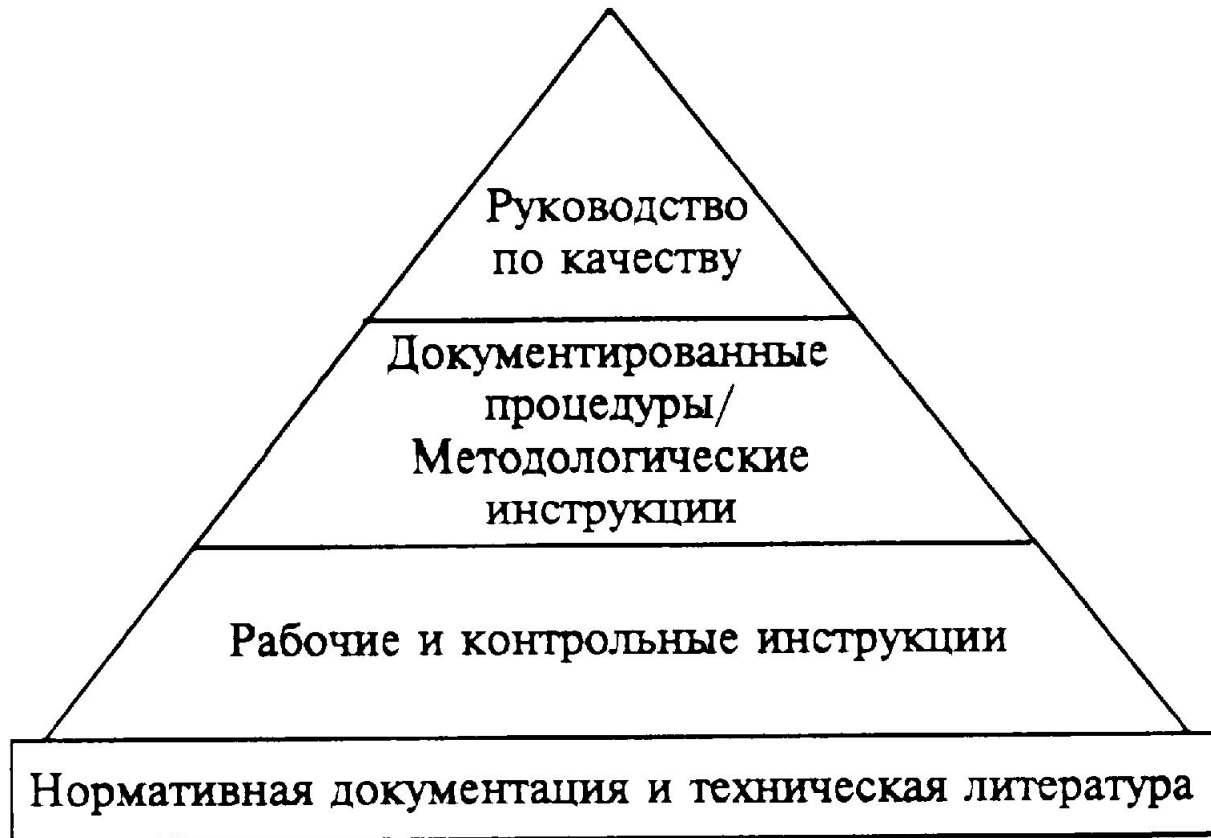 Руководство
по качеству
Документированные
процедуры/
Методологические
инструкции
Рабочие и контрольные инструкции
Нормативная документация и техническая литература